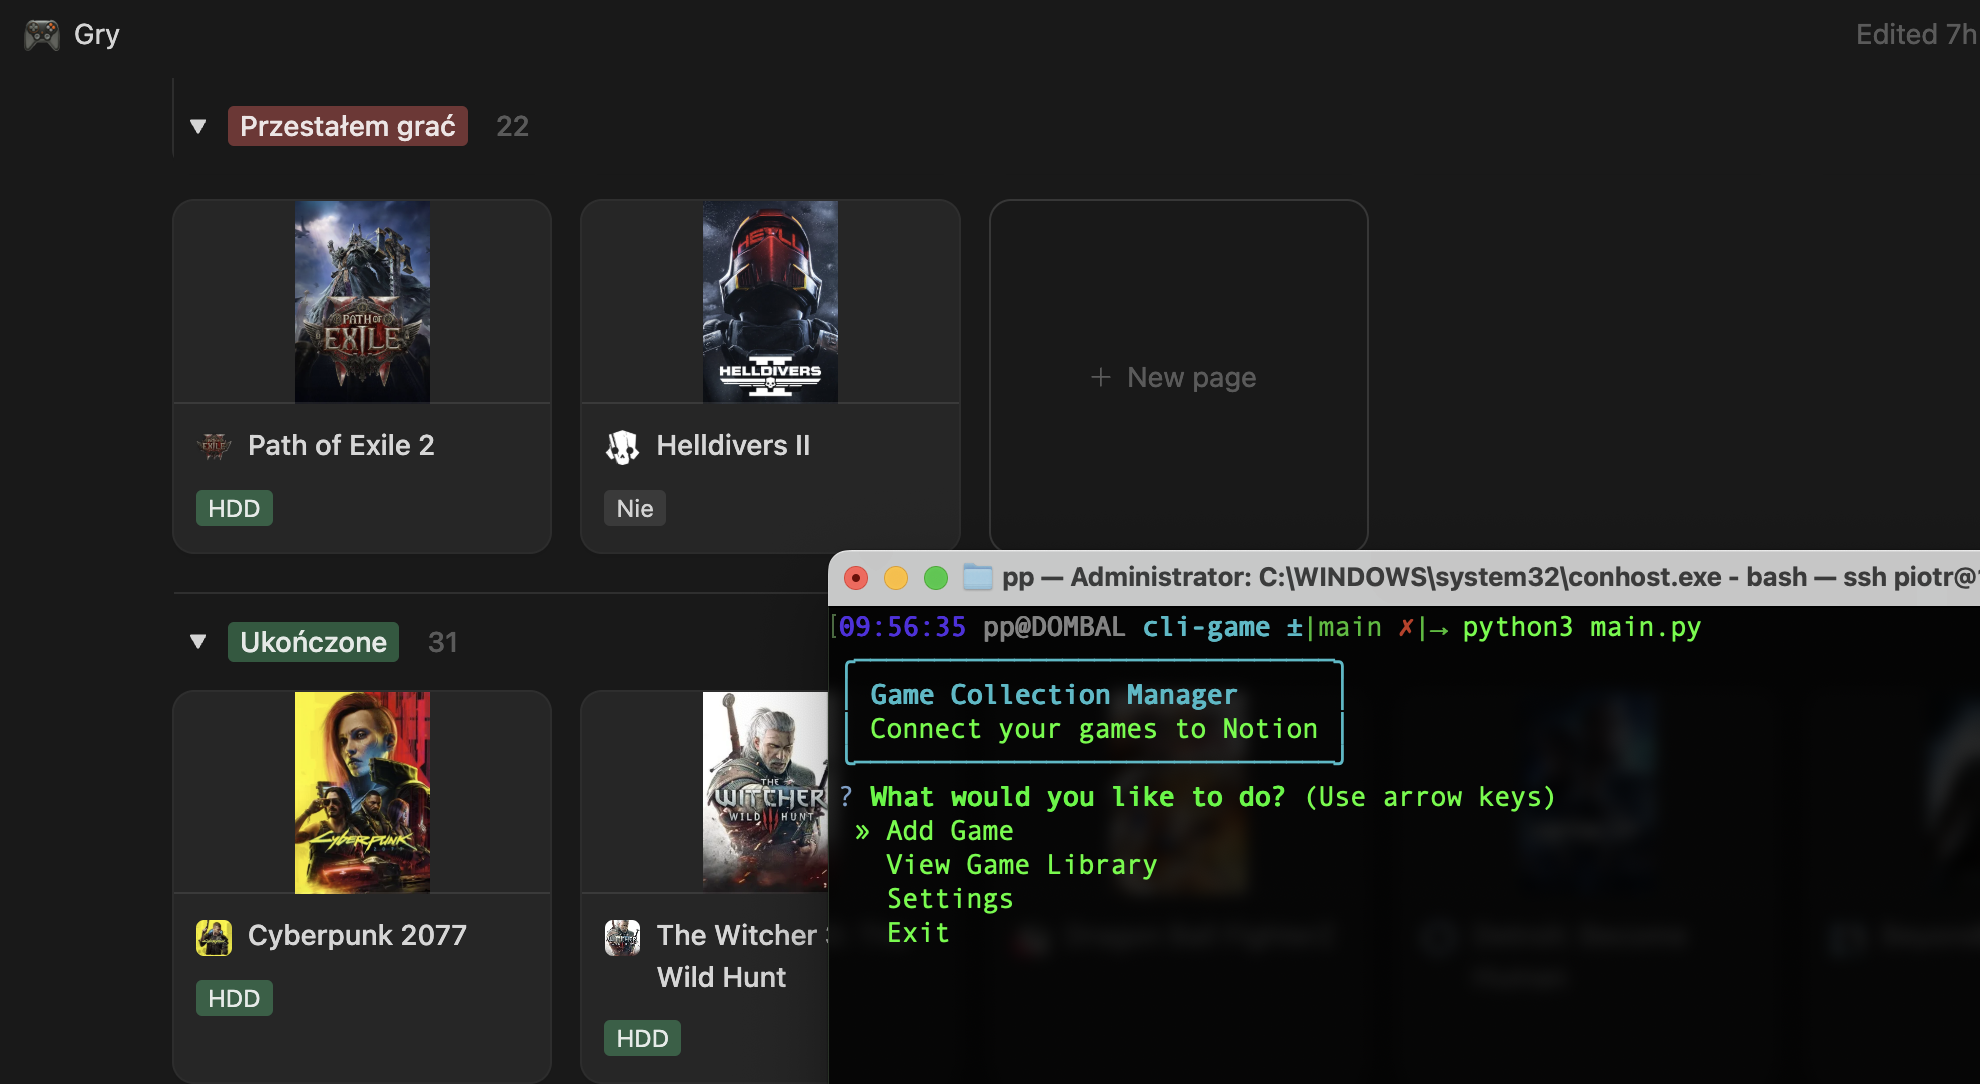 Gry
Edited 7h
Przestałem grać 22
PATH OF
EXILE
II
HELL
HELLDIVERS
+ New page
Path of Exile 2
HDD
Helldivers II
Nie
Ukończone 31
Cyberpunk
THE
WITCHER
WILD HUNT
Cyberpunk 2077
HDD
The Witcher
Wild Hunt
HDD
pp — Administrator: C:\WINDOWS\system32\conhost.exe - bash — ssh piotr@
[09:56:35 pp@DOMBAL cli-game ±|main ✗|→ python3 main.py
Game Collection Manager
Connect your games to Notion
? What would you like to do? (Use arrow keys)
» Add Game
View Game Library
Settings
Exit